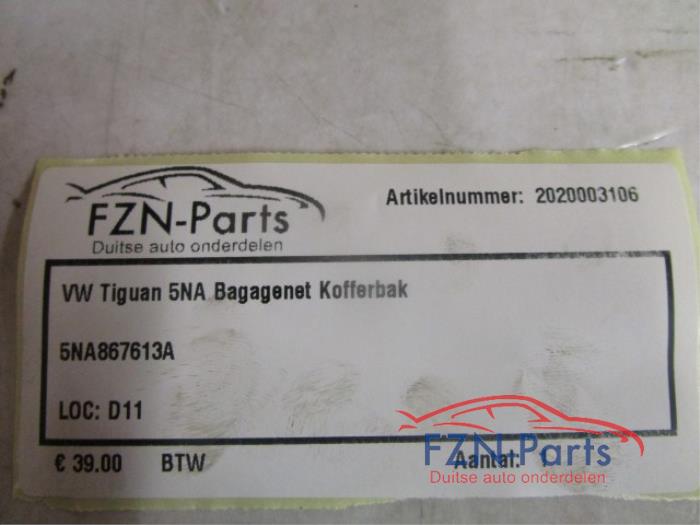 FZN-Parts
Duitse auto onderdelen
Artikelnummer: 2020003106
VW Tiguan 5NA Bagagenet Kofferbak
5NA867613A
LOC: D11
€ 39.00 BTW Aantal:
FZN-Parts
Duitse auto onderdelen